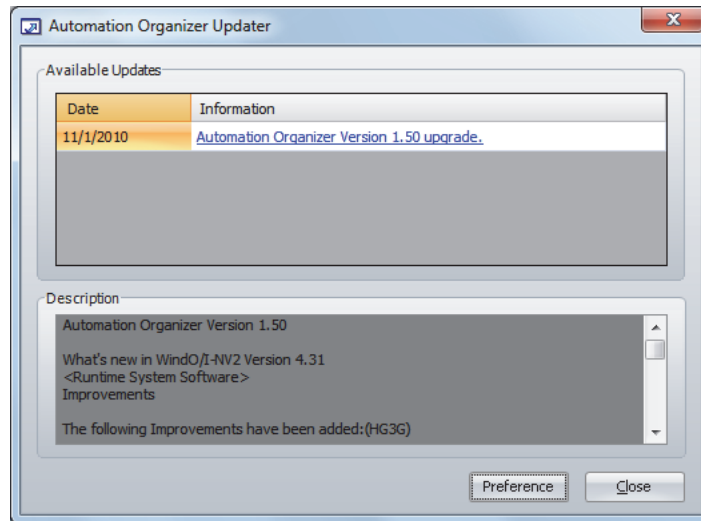 Automation Organizer Updater
Available Updates
Date Information
11/1/2010 Automation Organizer Version 1.50 upgrade.
Description
Automation Organizer Version 1.50
What's new in WindO/I-NV2 Version 4.31
<Runtime System Software>
Improvements
The following Improvements have been added:(HG3G)
Preference Close